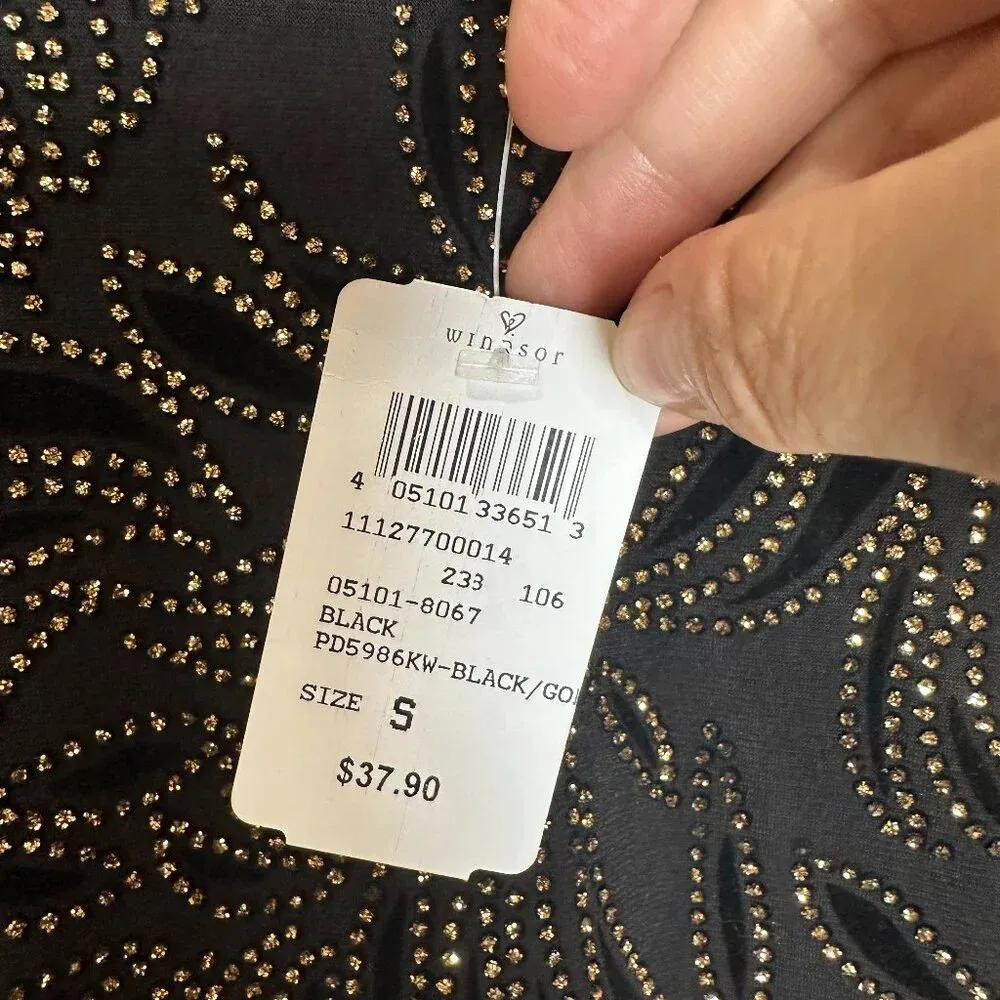 windsor
4 05101 33651 3
11127700014
233 106
05101-8067
BLACK
PD5986KW-BLACK/GO
SIZE S
$37.90